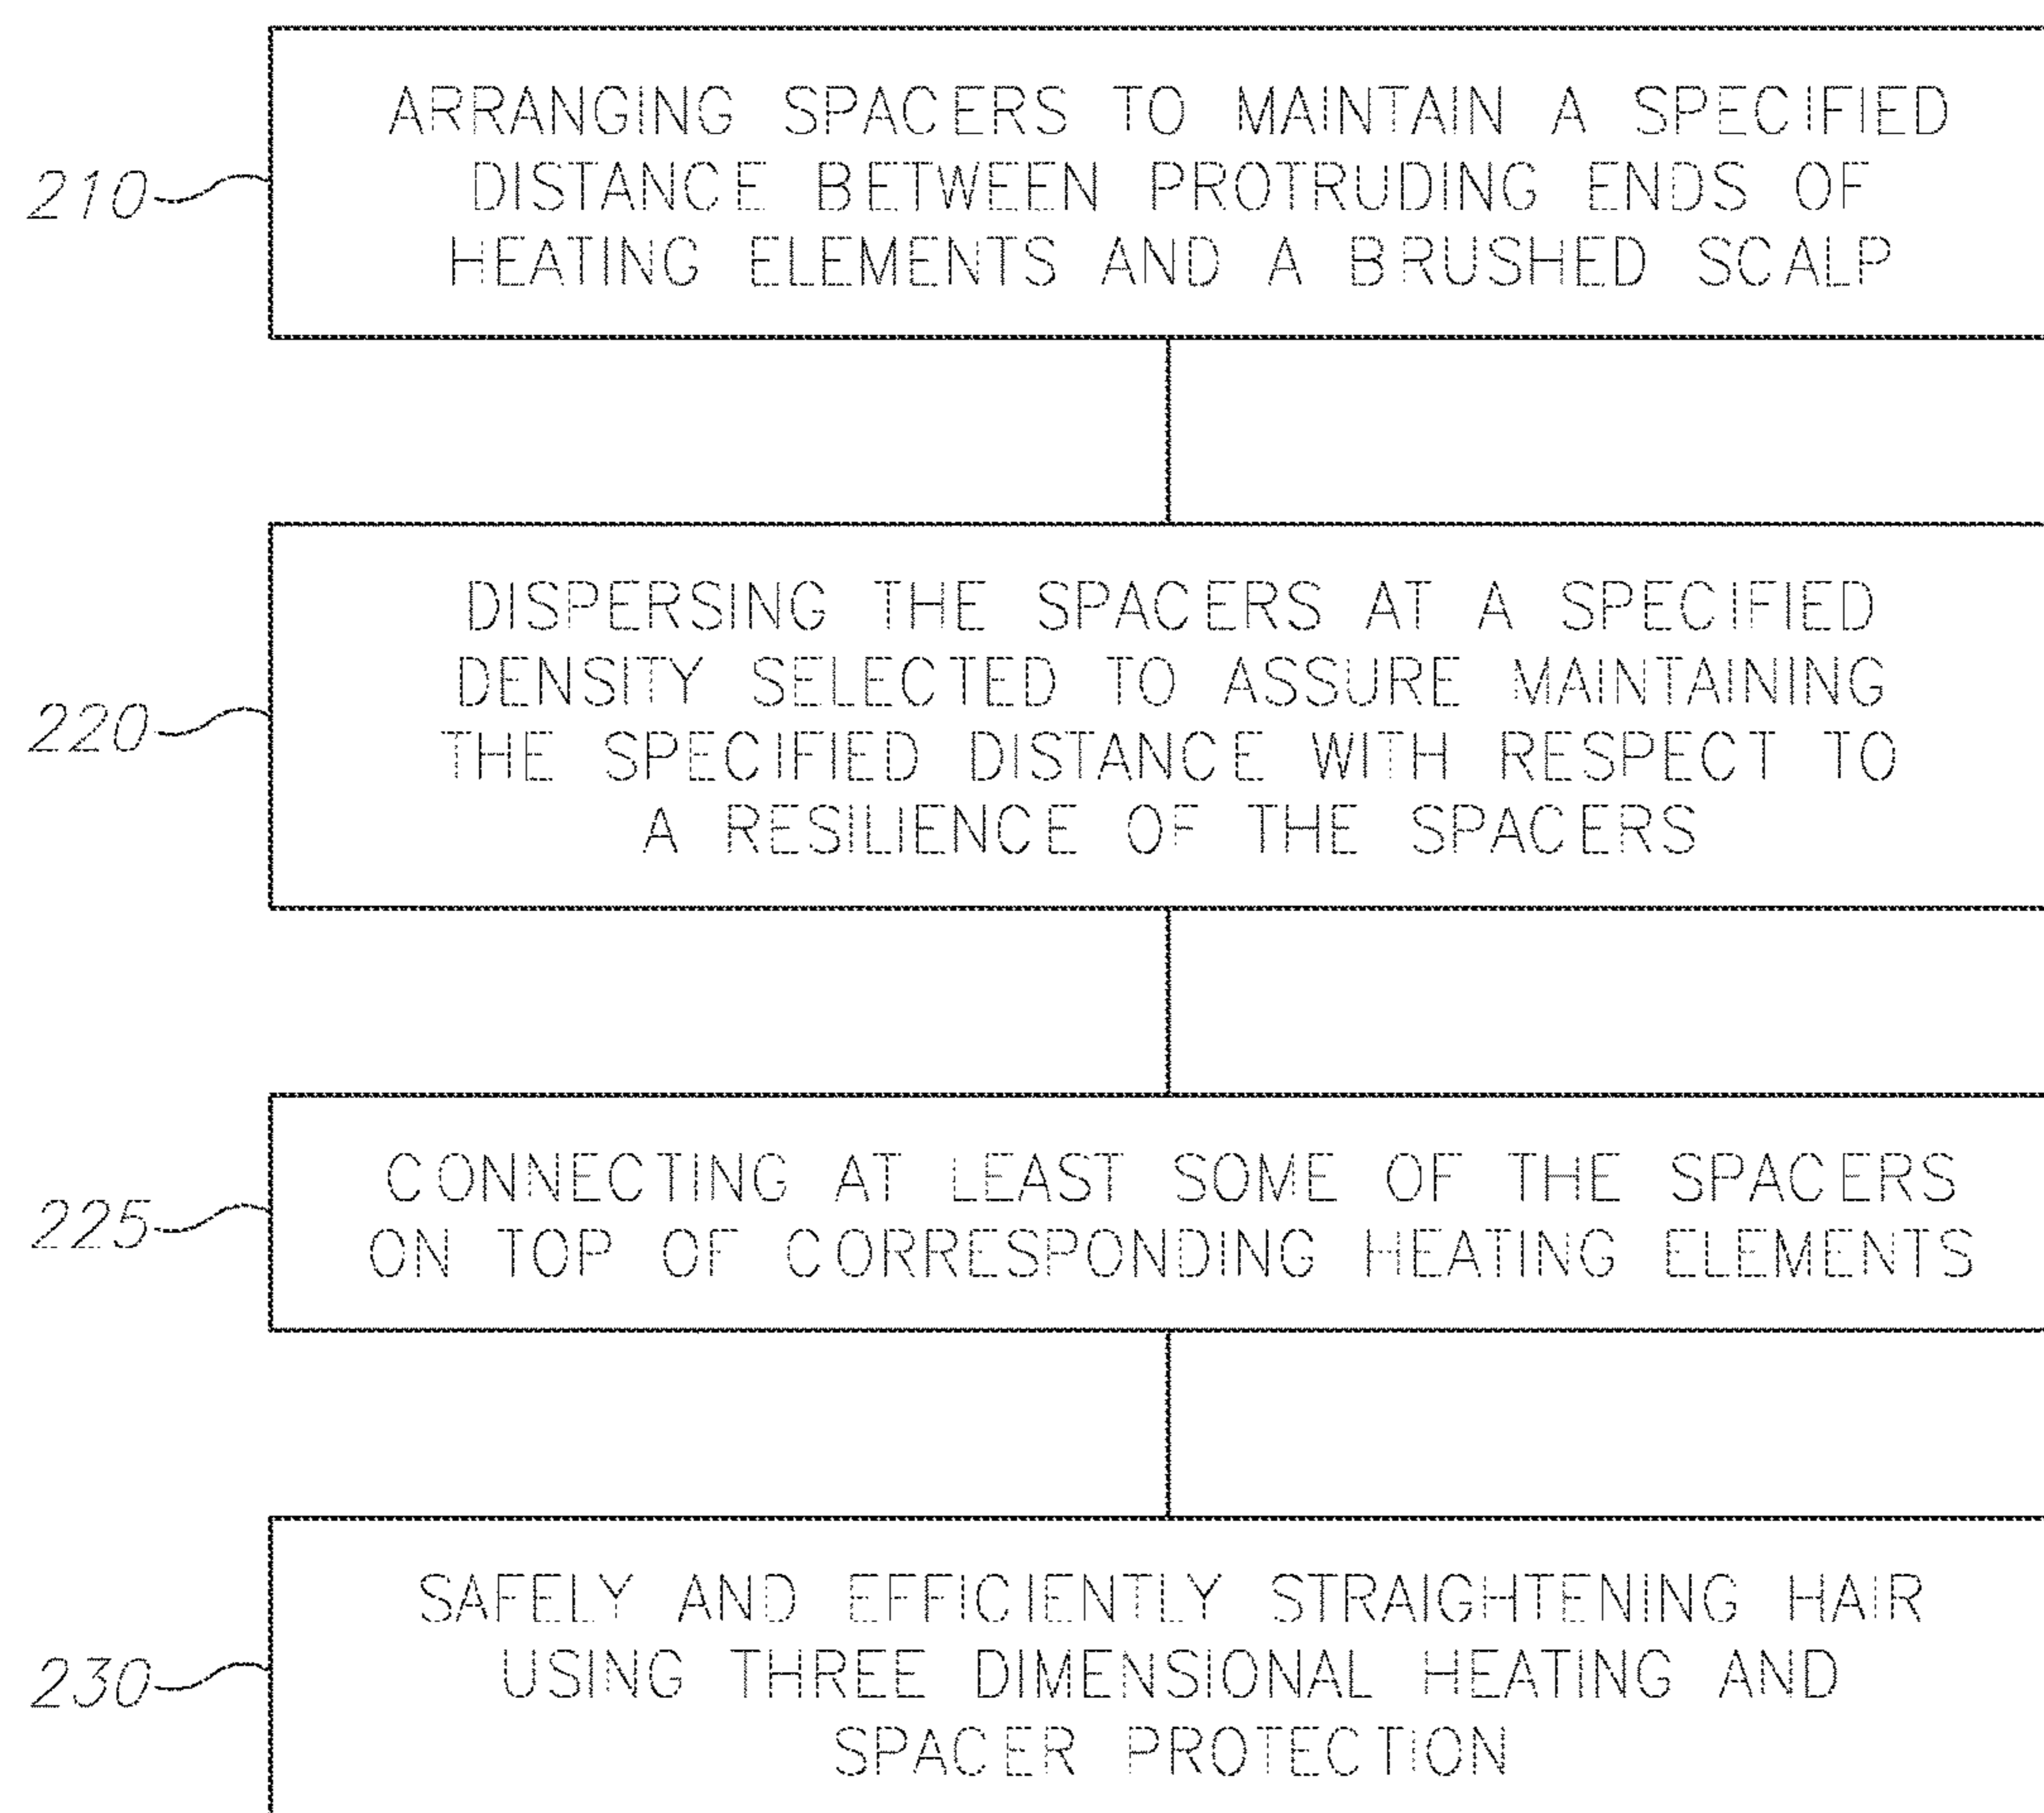 210
ARRANGING SPACERS TO MAINTAIN A SPECIFIED
DISTANCE BETWEEN PROTRUDING ENDS OF
HEATING ELEMENTS AND A BRUSHED SCALP
220
DISPERSING THE SPACERS AT A SPECIFIED
DENSITY SELECTED TO ASSURE MAINTAINING
THE SPECIFIED DISTANCE WITH RESPECT TO
A RESILIENCE OF THE SPACERS
225
CONNECTING AT LEAST SOME OF THE SPACERS
ON TOP OF CORRESPONDING HEATING ELEMENTS
230
SAFELY AND EFFICIENTLY STRAIGHTENING HAIR
USING THREE DIMENSIONAL HEATING AND
SPACER PROTECTION